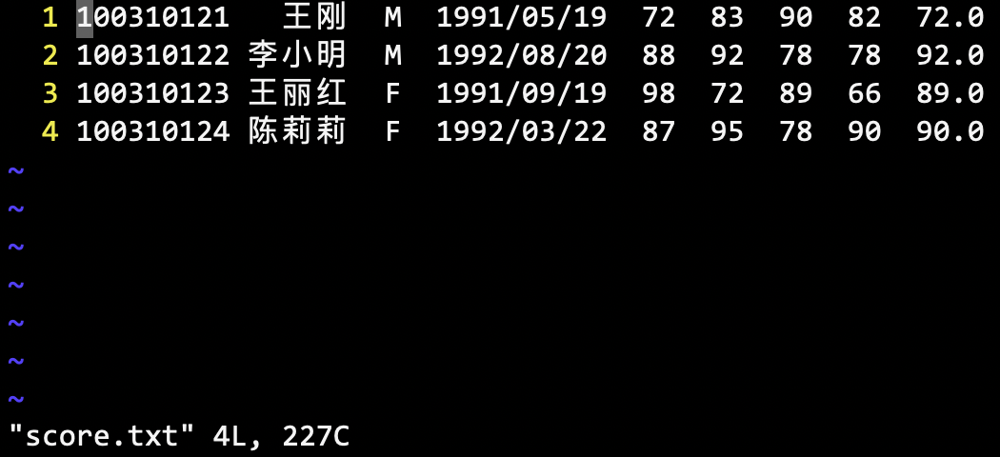 1 100310121   王刚  M  1991/05/19  72  83  90  82  72.0
2 100310122 李小明  M  1992/08/20  88  92  78  78  92.0
3 100310123 王丽红  F  1991/09/19  98  72  89  66  89.0
4 100310124 陈莉莉  F  1992/03/22  87  95  78  90  90.0
~
~
~
~
~
~
~
"score.txt" 4L, 227C